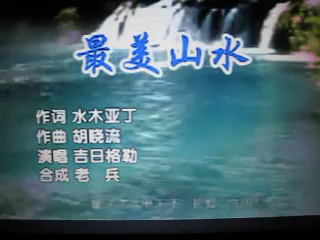 最美山水
作词 水木亚丁
作曲 胡晓流
演唱 吉日格勒
合成 老 兵